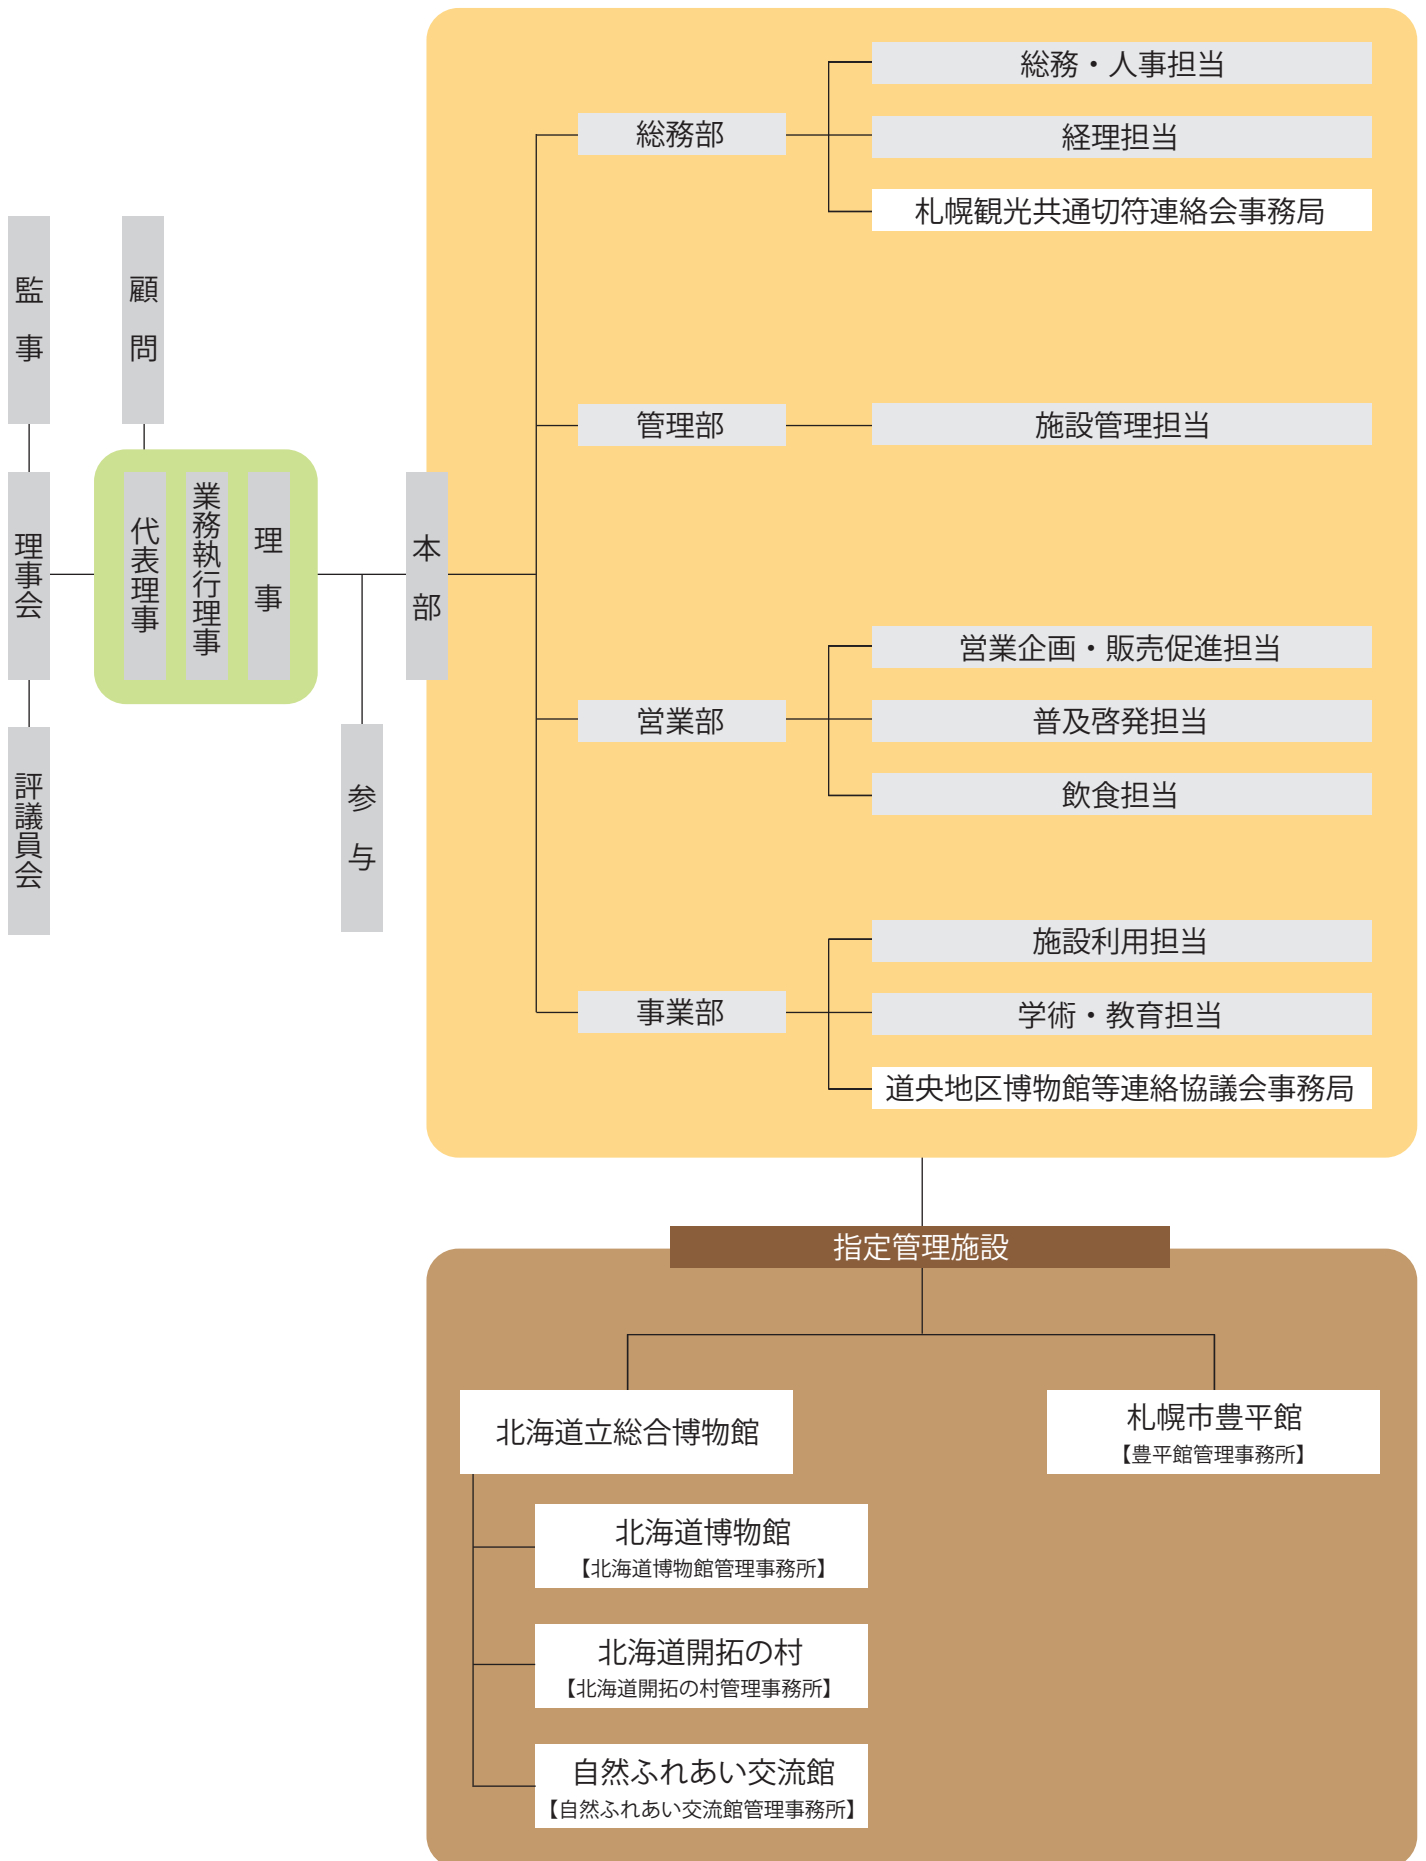 監事
顧問
理事会
代表理事
業務執行理事
理事
評議員会
参与
本部
総務部
総務・人事担当
経理担当
札幌観光共通切符連絡会事務局
管理部
施設管理担当
営業部
営業企画・販売促進担当
普及啓発担当
飲食担当
事業部
施設利用担当
学術・教育担当
道央地区博物館等連絡協議会事務局
指定管理施設
北海道立総合博物館
北海道博物館
【北海道博物館管理事務所】
北海道開拓の村
【北海道開拓の村管理事務所】
自然ふれあい交流館
【自然ふれあい交流館管理事務所】
札幌市豊平館
【豊平館管理事務所】